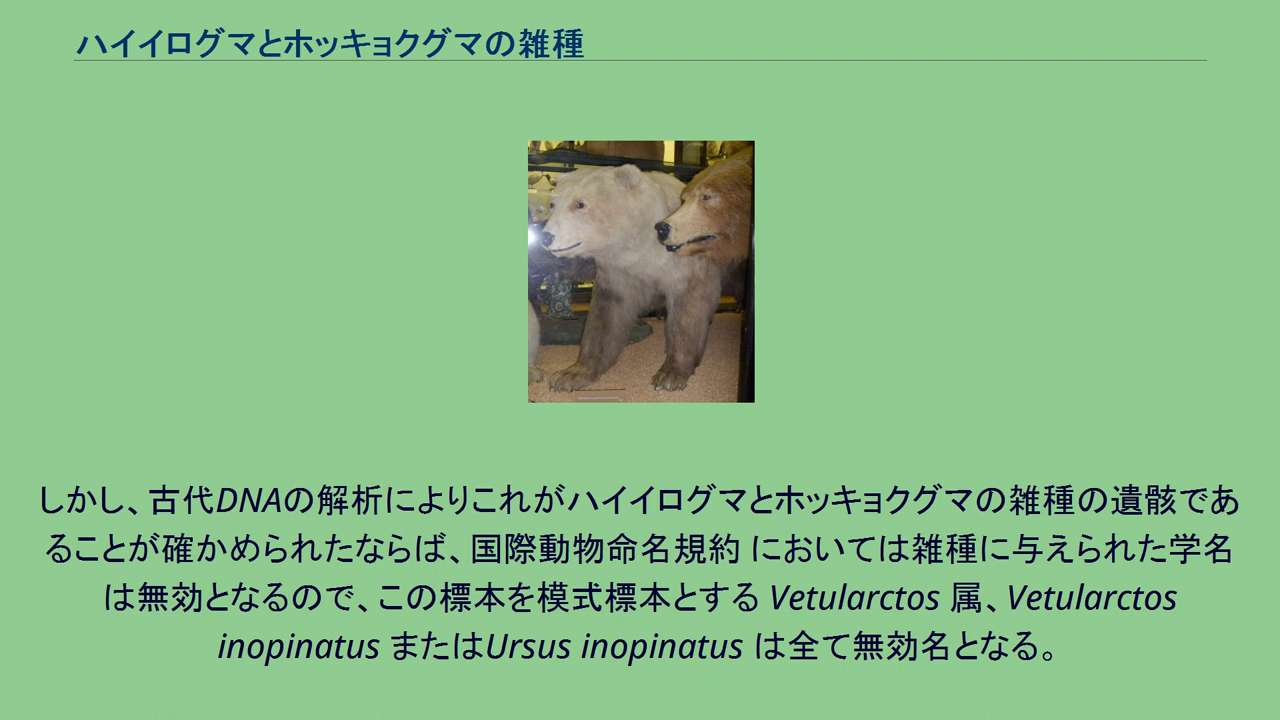 ハイイログマとホッキョクグマの雑種
しかし、古代DNAの解析によりこれがハイイログマとホッキョクグマの雑種の遺骸であ
ることが確かめられたならば、国際動物命名規約 においては雑種に与えられた学名
は無効となるので、この標本を模式標本とする Vetularctos 属、Vetularctos
inopinatus またはUrsus inopinatus は全て無効名となる。